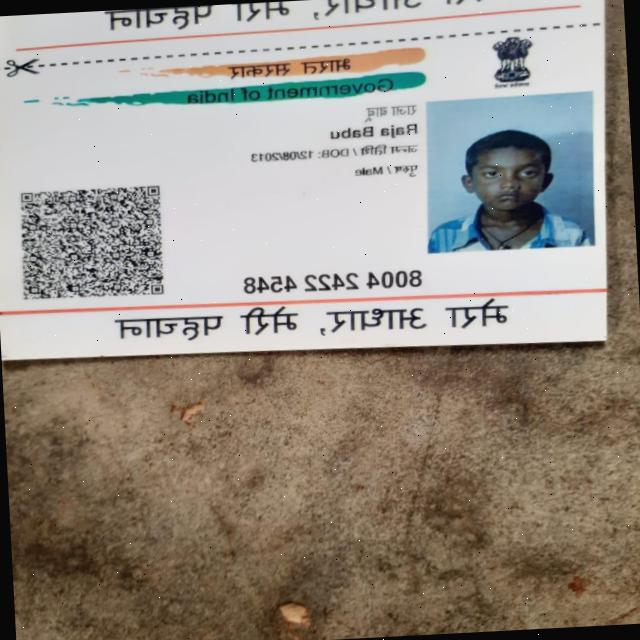 मेरा आधार, मेरी पहचान
भारत सरकार
Government of India
राजा बाबू
Raja Babu
जन्म तिथि / DOB: 12/08/2013
पुरुष / Male
8004 2422 4548
मेरा आधार, मेरी पहचान